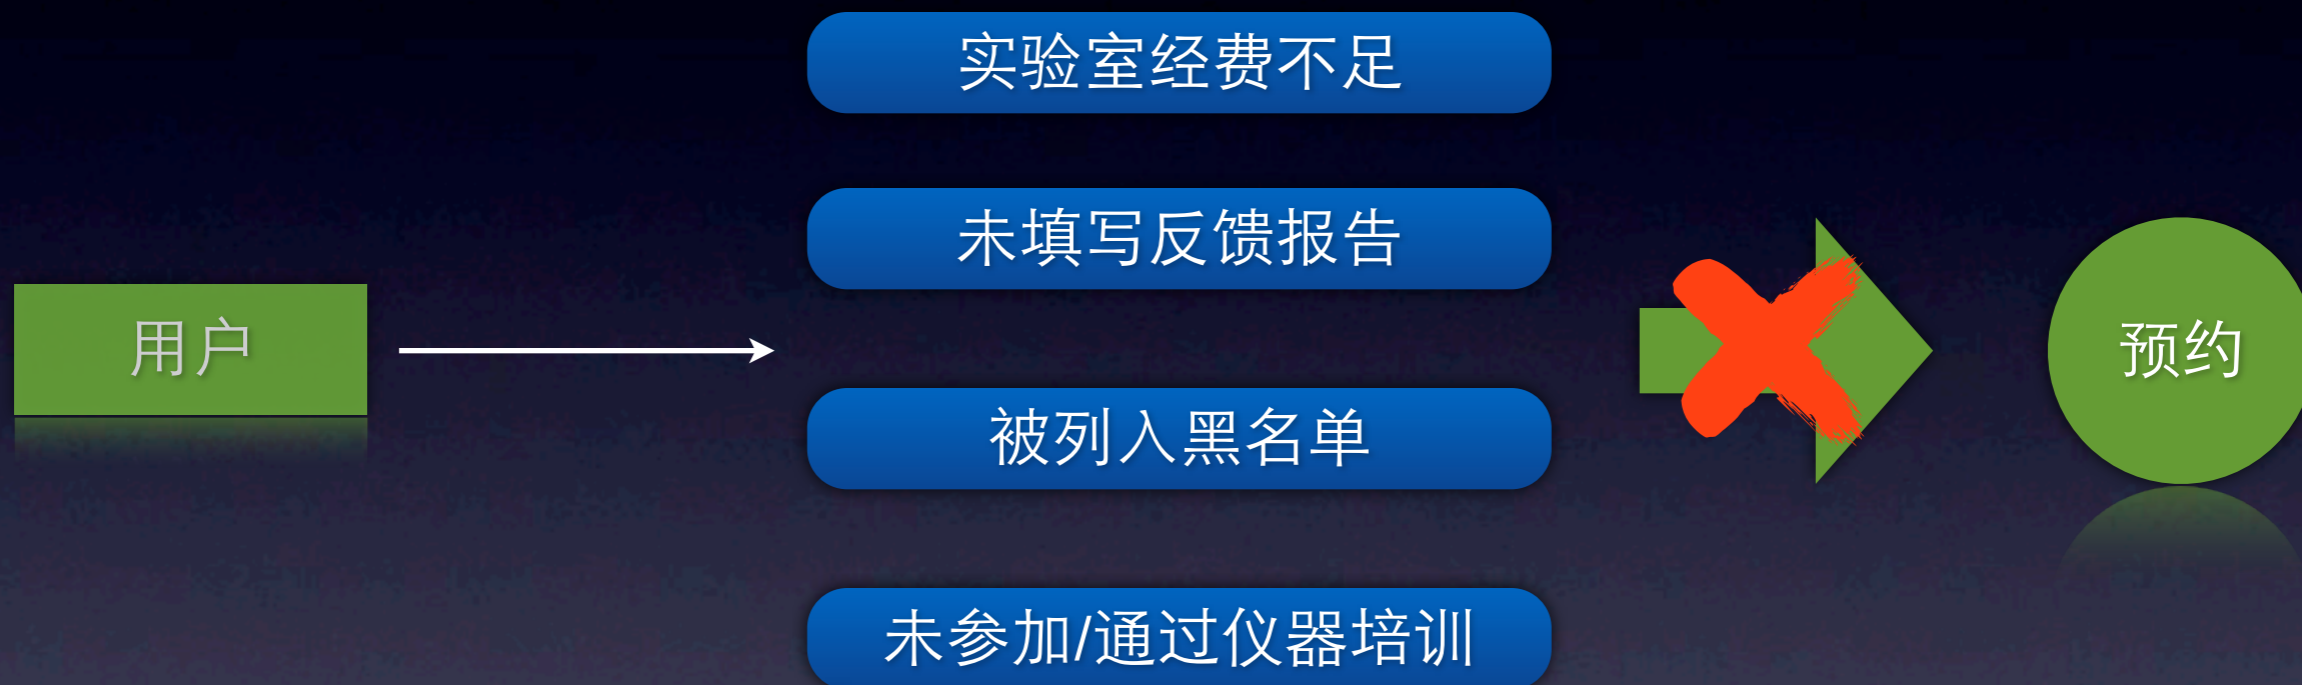 实验室经费不足
未填写反馈报告
用户
预约
被列入黑名单
未参加/通过仪器培训